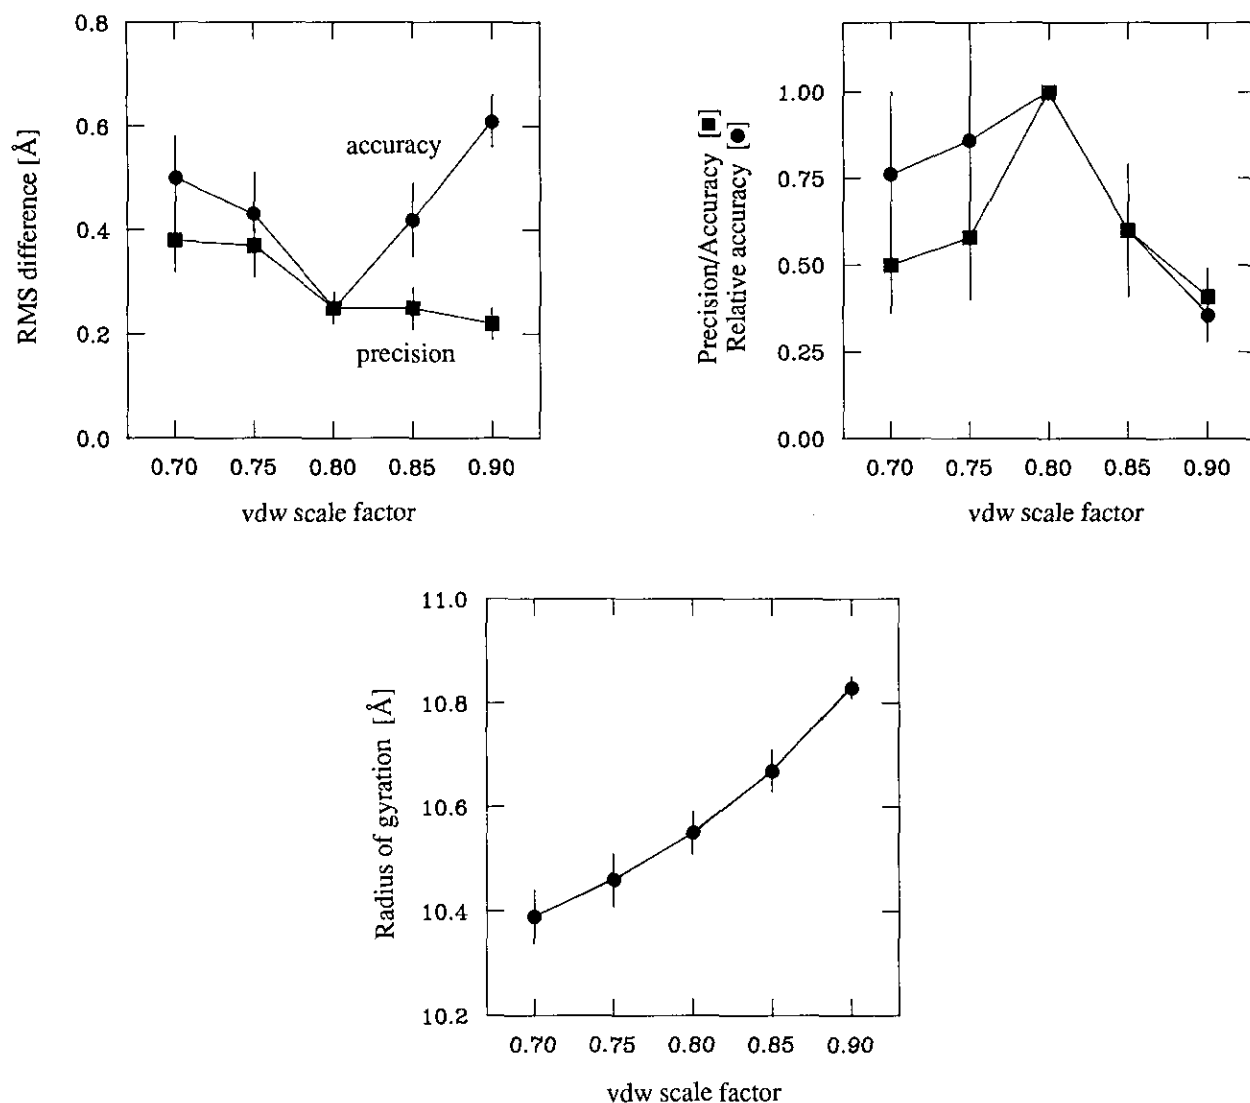 0.8
0.6
0.4
0.2
0.0
RMS difference [Å]
accuracy
precision
0.70 0.75 0.80 0.85 0.90
vdw scale factor
1.00
0.75
0.50
0.25
0.00
Precision/Accuracy [■]
Relative accuracy [●]
0.70 0.75 0.80 0.85 0.90
vdw scale factor
11.0
10.8
10.6
10.4
10.2
Radius of gyration [Å]
0.70 0.75 0.80 0.85 0.90
vdw scale factor